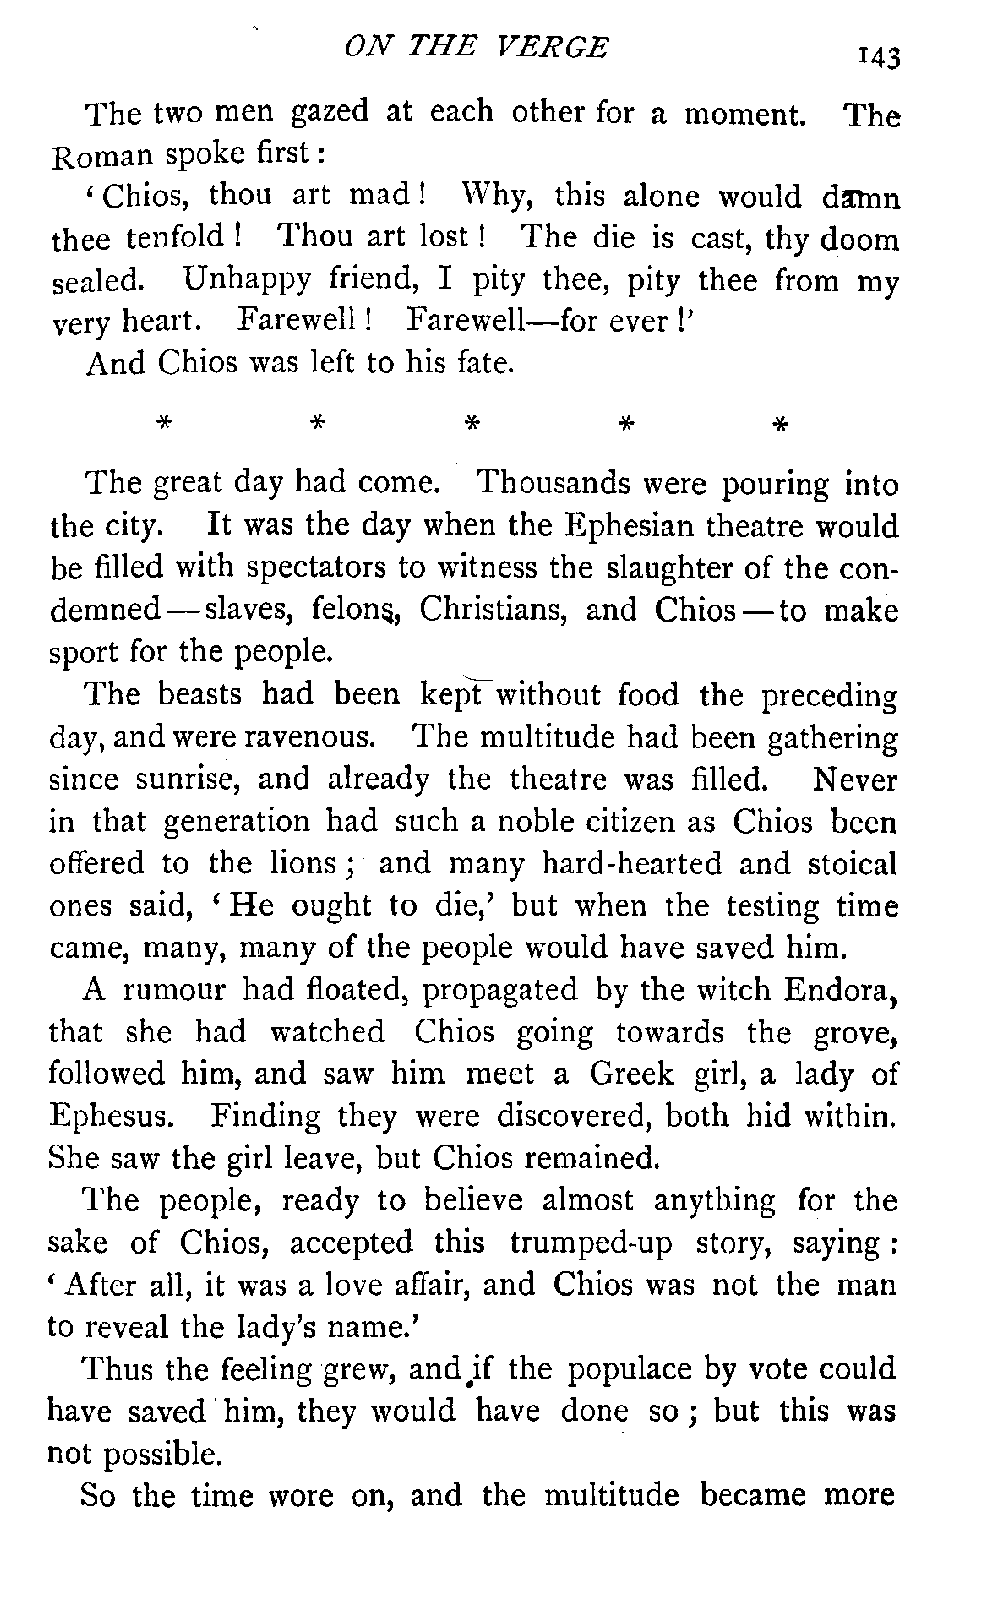 ON THE VERGE 143
The two men gazed at each other for a moment. The
Roman spoke first :
‘Chios, thou art mad ! Why, this alone would damn
thee tenfold ! Thou art lost ! The die is cast, thy doom
sealed. Unhappy friend, I pity thee, pity thee from my
very heart. Farewell ! Farewell—for ever !’
And Chios was left to his fate.
* * * * *
The great day had come. Thousands were pouring into
the city. It was the day when the Ephesian theatre would
be filled with spectators to witness the slaughter of the con-
demned—slaves, felons, Christians, and Chios—to make
sport for the people.
The beasts had been kept without food the preceding
day, and were ravenous. The multitude had been gathering
since sunrise, and already the theatre was filled. Never
in that generation had such a noble citizen as Chios been
offered to the lions ; and many hard-hearted and stoical
ones said, ‘He ought to die,’ but when the testing time
came, many, many of the people would have saved him.
A rumour had floated, propagated by the witch Endora,
that she had watched Chios going towards the grove,
followed him, and saw him meet a Greek girl, a lady of
Ephesus. Finding they were discovered, both hid within.
She saw the girl leave, but Chios remained.
The people, ready to believe almost anything for the
sake of Chios, accepted this trumped-up story, saying :
‘After all, it was a love affair, and Chios was not the man
to reveal the lady’s name.’
Thus the feeling grew, and if the populace by vote could
have saved him, they would have done so ; but this was
not possible.
So the time wore on, and the multitude became more